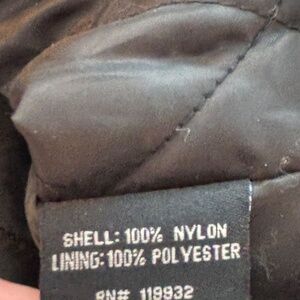 SHELL: 100% NYLON
LINING: 100% POLYESTER
RN# 119932